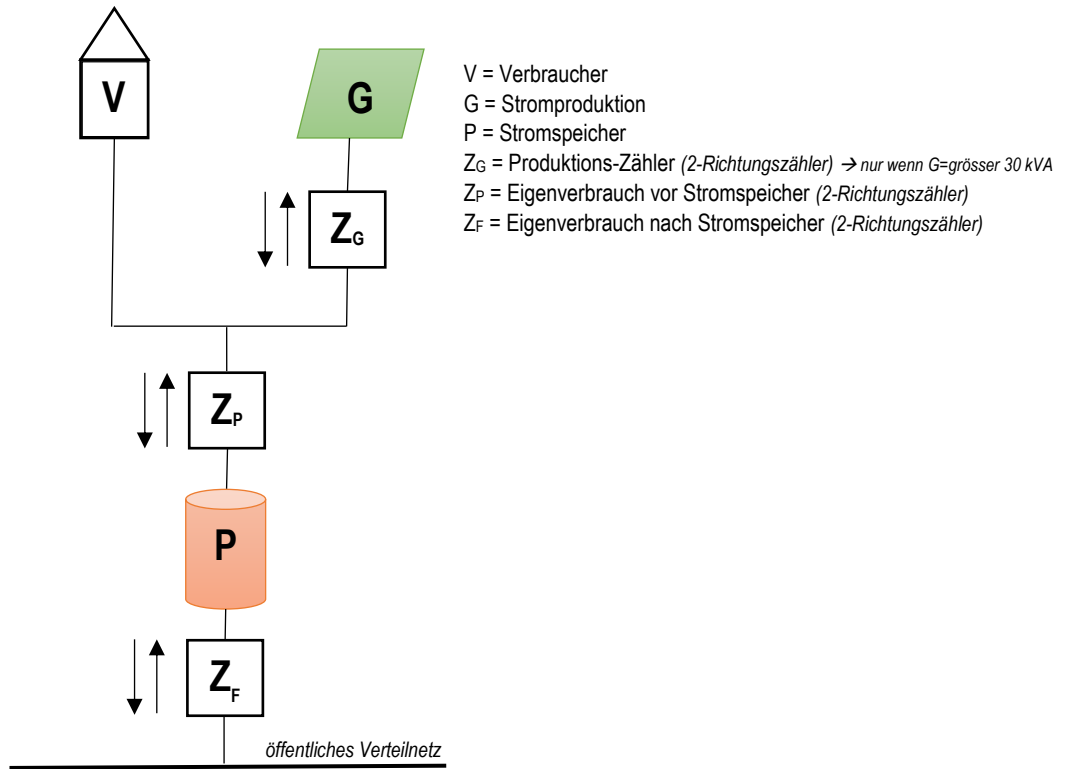 V
G
V = Verbraucher
G = Stromproduktion
P = Stromspeicher
ZG = Produktions-Zähler (2-Richtungszähler) → nur wenn G=grösser 30 kVA
ZP = Eigenverbrauch vor Stromspeicher (2-Richtungszähler)
ZF = Eigenverbrauch nach Stromspeicher (2-Richtungszähler)
ZG
ZP
P
ZF
öffentliches Verteilnetz